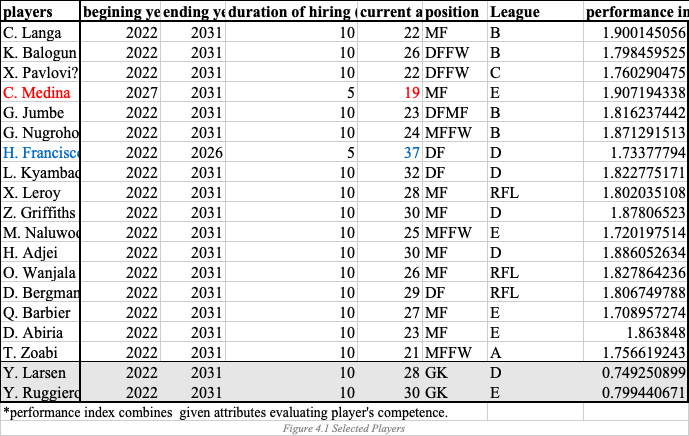 players begining ye ending ye duration of hiring ( current a position League performance in
C. Langa 2022 2031 10 22 MF B 1.900145056
K. Balogun 2022 2031 10 26 DFFW B 1.798459525
X. Pavlovi? 2022 2031 10 22 DFFW C 1.760290475
C. Medina 2027 2031 5 19 MF E 1.907194338
G. Jumbe 2022 2031 10 23 DFMF B 1.816237442
G. Nugroho 2022 2031 10 24 MFFW B 1.871291513
H. Francisco 2022 2026 5 37 DF D 1.73377794
L. Kyambad 2022 2031 10 32 DF D 1.822775171
X. Leroy 2022 2031 10 28 MF RFL 1.802035108
Z. Griffiths 2022 2031 10 30 MF D 1.87806523
M. Naluwoo 2022 2031 10 25 MFFW E 1.720197514
H. Adjei 2022 2031 10 30 MF D 1.886052634
O. Wanjala 2022 2031 10 26 MF RFL 1.827864236
D. Bergman 2022 2031 10 29 DF RFL 1.806749788
Q. Barbier 2022 2031 10 27 MF E 1.708957274
D. Abiria 2022 2031 10 23 MF E 1.863848
T. Zoabi 2022 2031 10 21 MFFW A 1.756619243
Y. Larsen 2022 2031 10 28 GK D 0.749250899
Y. Ruggiero 2022 2031 10 30 GK E 0.799440671
*performance index combines given attributes evaluating player's competence.
Figure 4.1 Selected Players